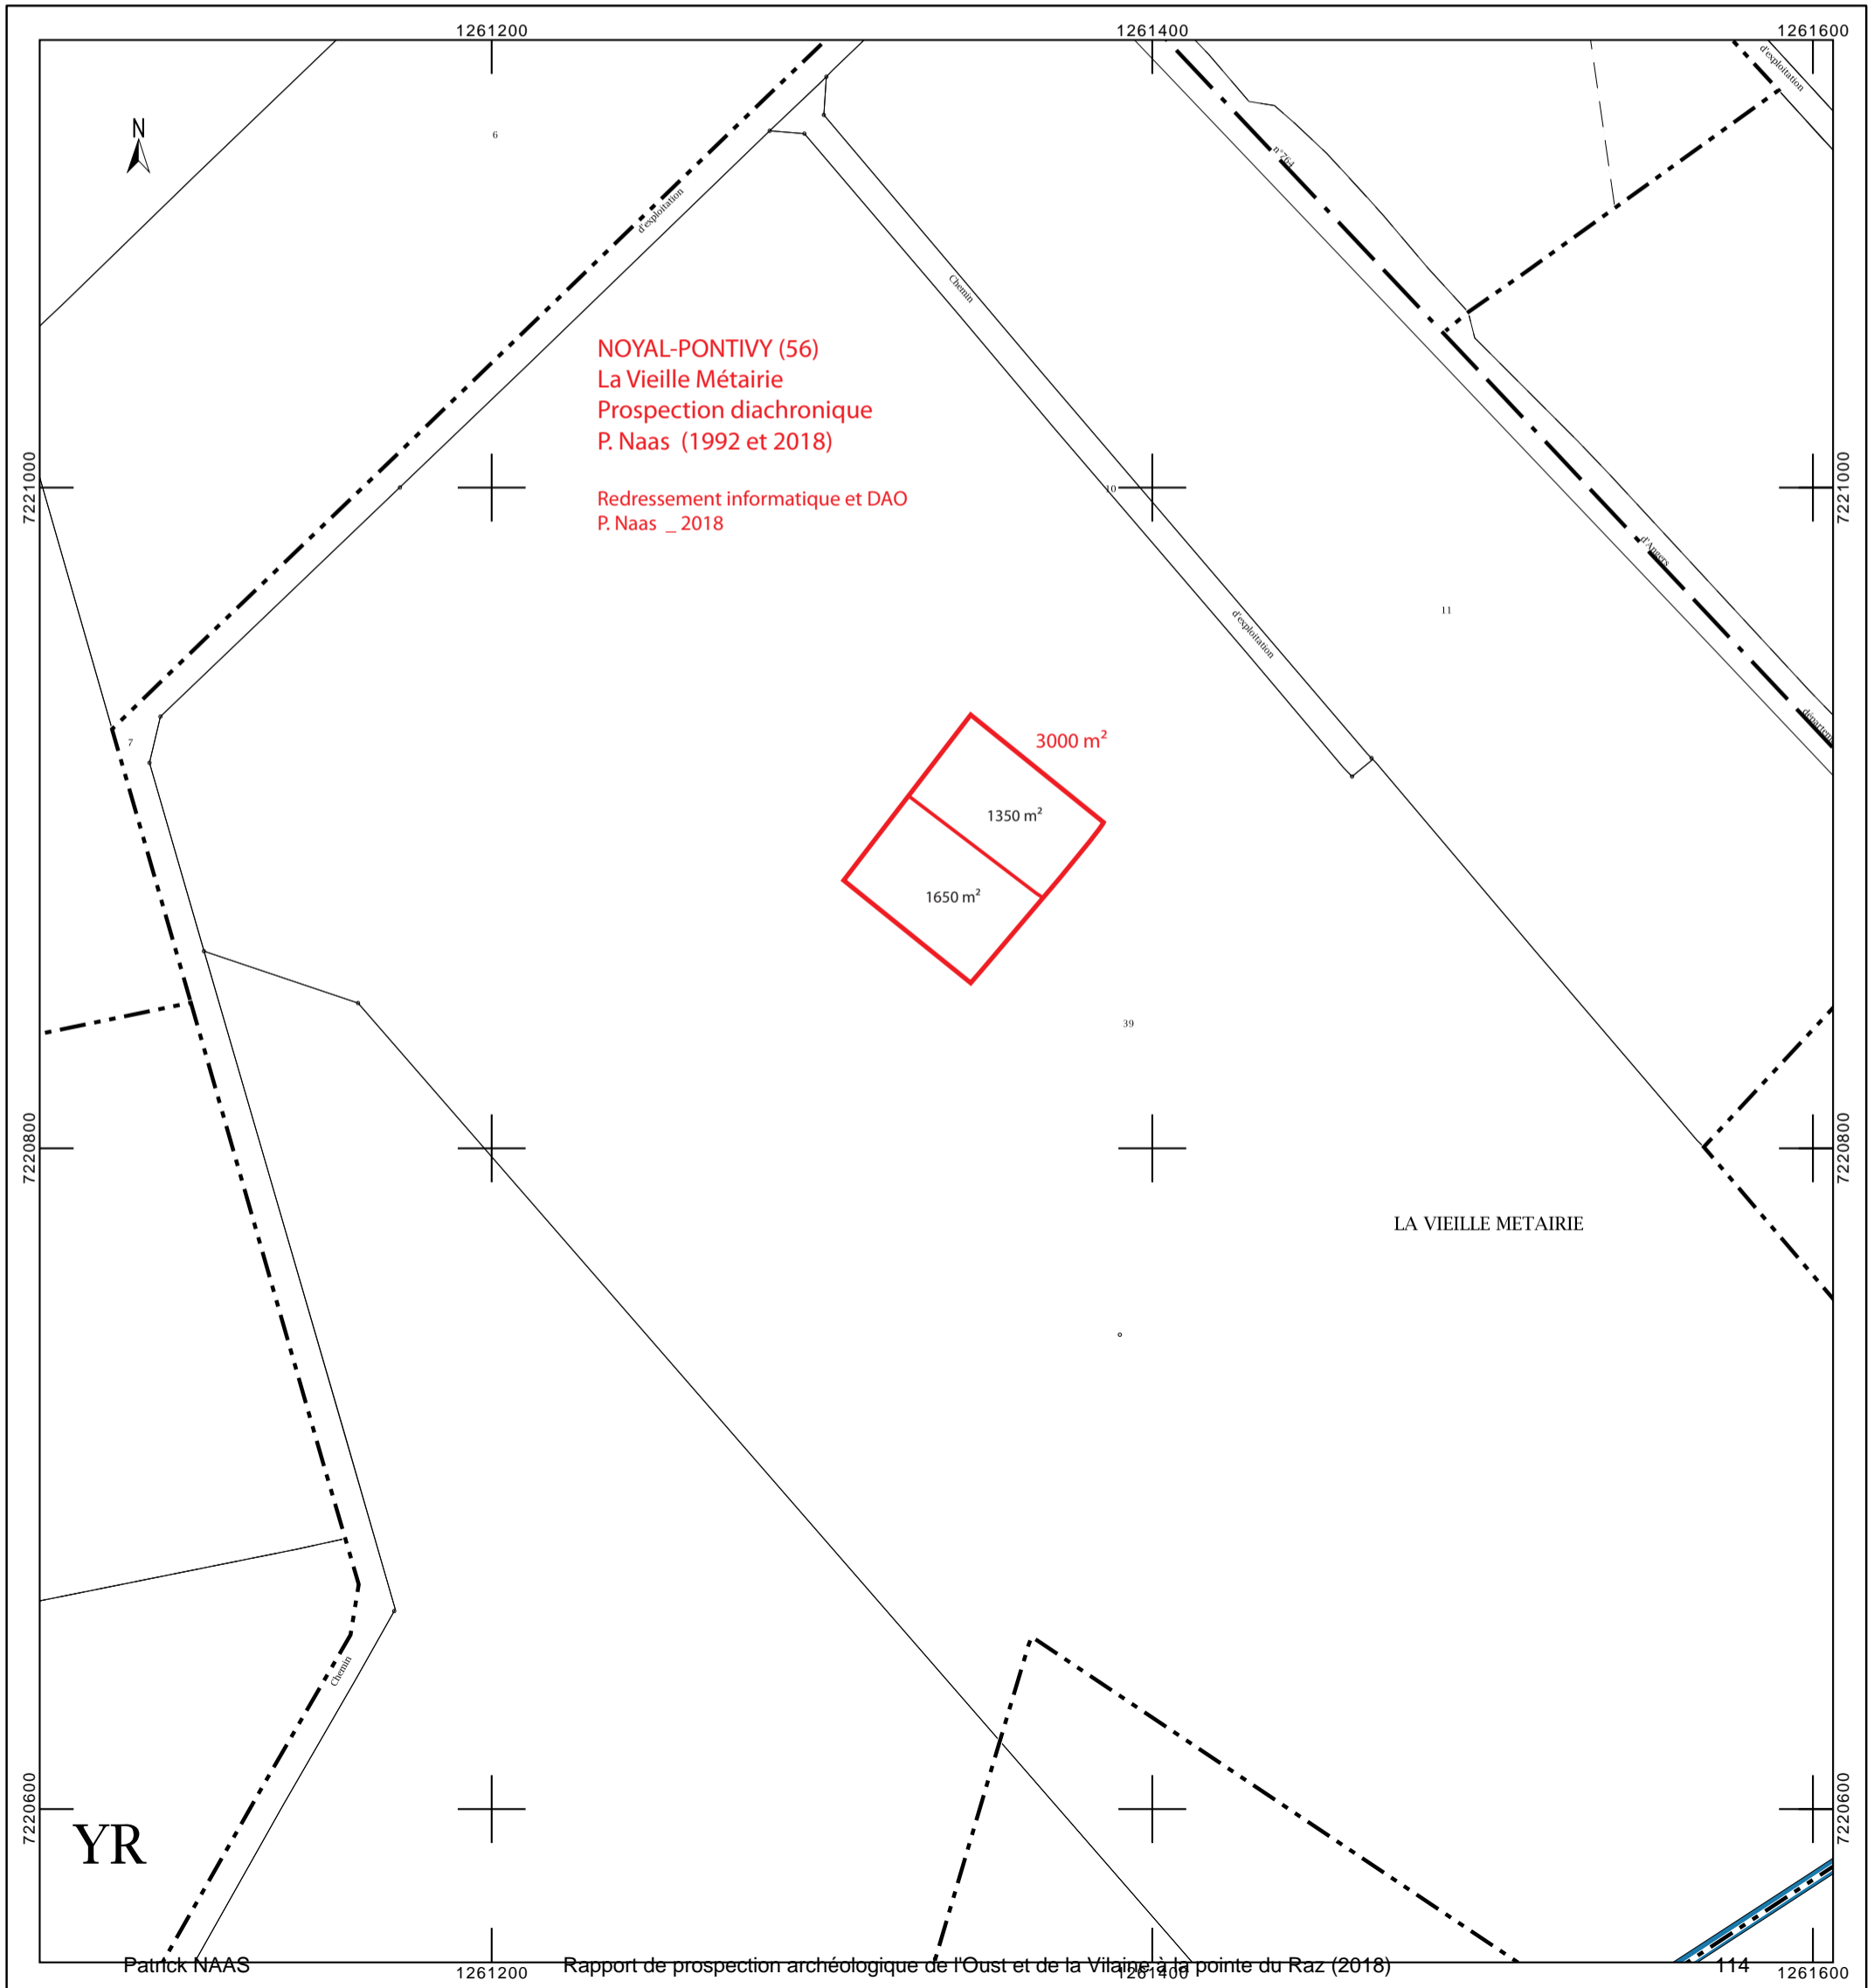 1261200
1261400
1261600
d'exploitation
N
6
n°764
d'exploitation
Chemin
NOYAL-PONTIVY (56)
La Vieille Métairie
Prospection diachronique
P. Naas (1992 et 2018)
7221000
10
7221000
Redressement informatique et DAO
P. Naas _ 2018
d'Angers
11
d'exploitation
7
3000 m²
1350 m²
1650 m²
39
7220800
7220800
LA VIEILLE METAIRIE
Chemin
7220600
7220600
YR
Patrick NAAS
Rapport de prospection archéologique de l'Oust et de la Vilaine à la pointe du Raz (2018)
114
1261200
1261400
1261600